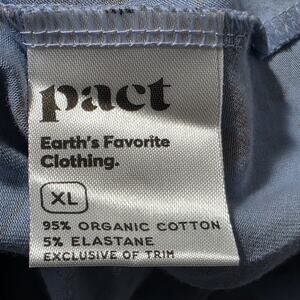 pact
Earth's Favorite
Clothing.
XL
95% ORGANIC COTTON
5% ELASTANE
EXCLUSIVE OF TRIM